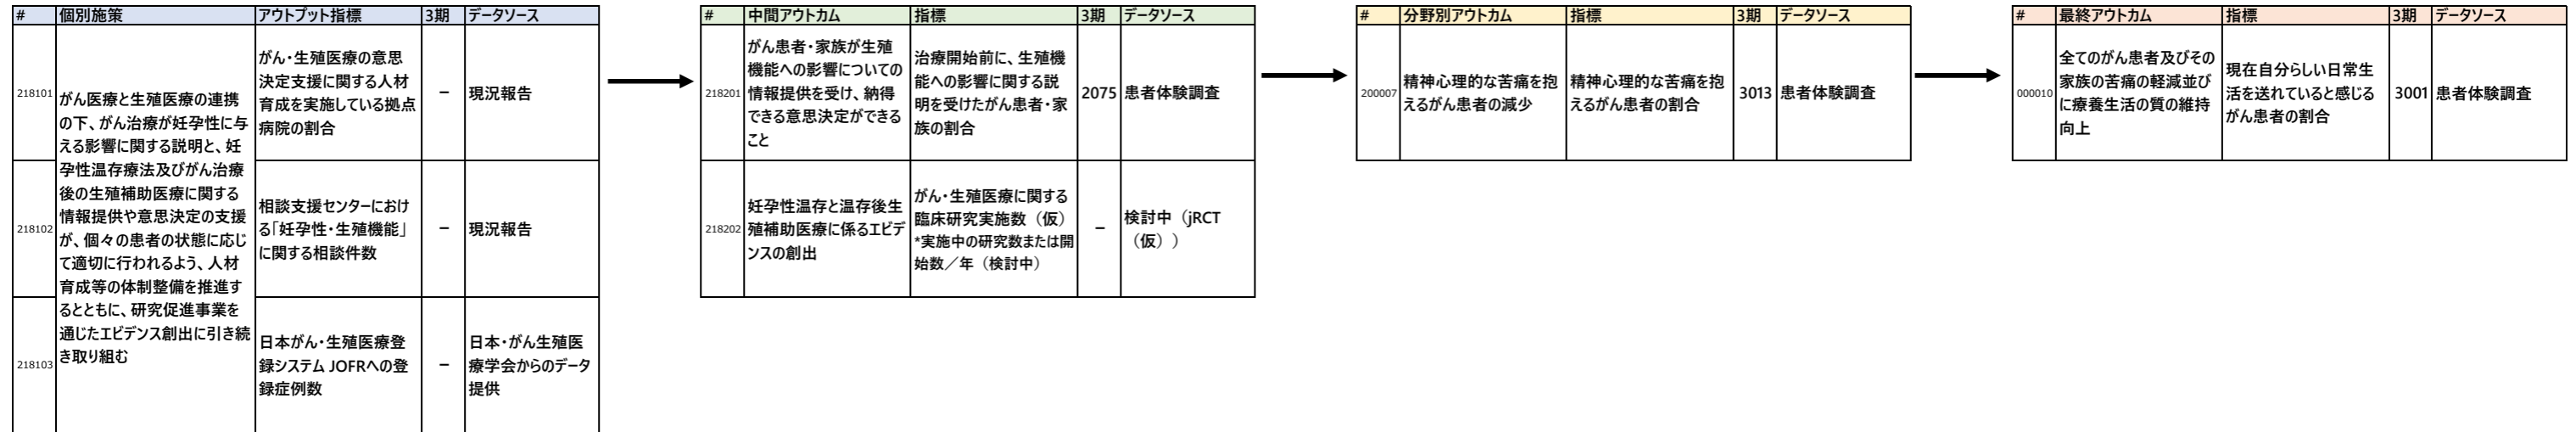 # 個別施策 アウトプット指標 3期 データソース
218101
がん医療と生殖医療の連携
の下、がん治療が妊孕性に与
える影響に関する説明と、妊
孕性温存療法及びがん治療
後の生殖補助医療に関する
情報提供や意思決定の支援
が、個々の患者の状態に応じ
て適切に行われるよう、人材
育成等の体制整備を推進す
るとともに、研究促進事業を
通じたエビデンス創出に引き続
き取り組む
がん・生殖医療の意思
決定支援に関する人材
育成を実施している拠点
病院の割合
－
現況報告
218102
相談支援センターにおけ
る「妊孕性・生殖機能」
に関する相談件数
－
現況報告
218103
日本がん・生殖医療登
録システム JOFRへの登
録症例数
－
日本・がん生殖医
療学会からのデータ
提供
# 中間アウトカム 指標 3期 データソース
218201
がん患者・家族が生殖
機能への影響についての
情報提供を受け、納得
できる意思決定ができる
こと
治療開始前に、生殖機
能への影響に関する説
明を受けたがん患者・家
族の割合
2075
患者体験調査
218202
妊孕性温存と温存後生
殖補助医療に係るエビデ
ンスの創出
がん・生殖医療に関する
臨床研究実施数（仮）
*実施中の研究数または開
始数／年（検討中）
－
検討中（jRCT
（仮））
# 分野別アウトカム 指標 3期 データソース
200007
精神心理的な苦痛を抱
えるがん患者の減少
精神心理的な苦痛を抱
えるがん患者の割合
3013
患者体験調査
# 最終アウトカム 指標 3期 データソース
000010
全てのがん患者及びその
家族の苦痛の軽減並び
に療養生活の質の維持
向上
現在自分らしい日常生
活を送れていると感じる
がん患者の割合
3001
患者体験調査